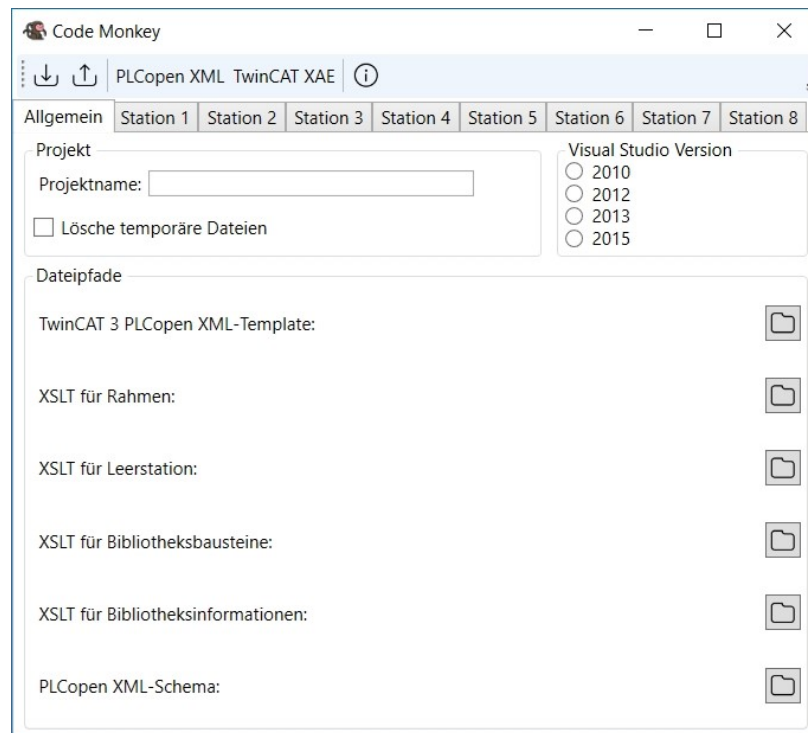 Code Monkey
PLCopen XML TwinCAT XAE
Allgemein Station 1 Station 2 Station 3 Station 4 Station 5 Station 6 Station 7 Station 8
Projekt
Projektname:
Lösche temporäre Dateien
Visual Studio Version
2010
2012
2013
2015
Dateipfade
TwinCAT 3 PLCopen XML-Template:
XSLT für Rahmen:
XSLT für Leerstation:
XSLT für Bibliotheksbausteine:
XSLT für Bibliotheksinformationen:
PLCopen XML-Schema: